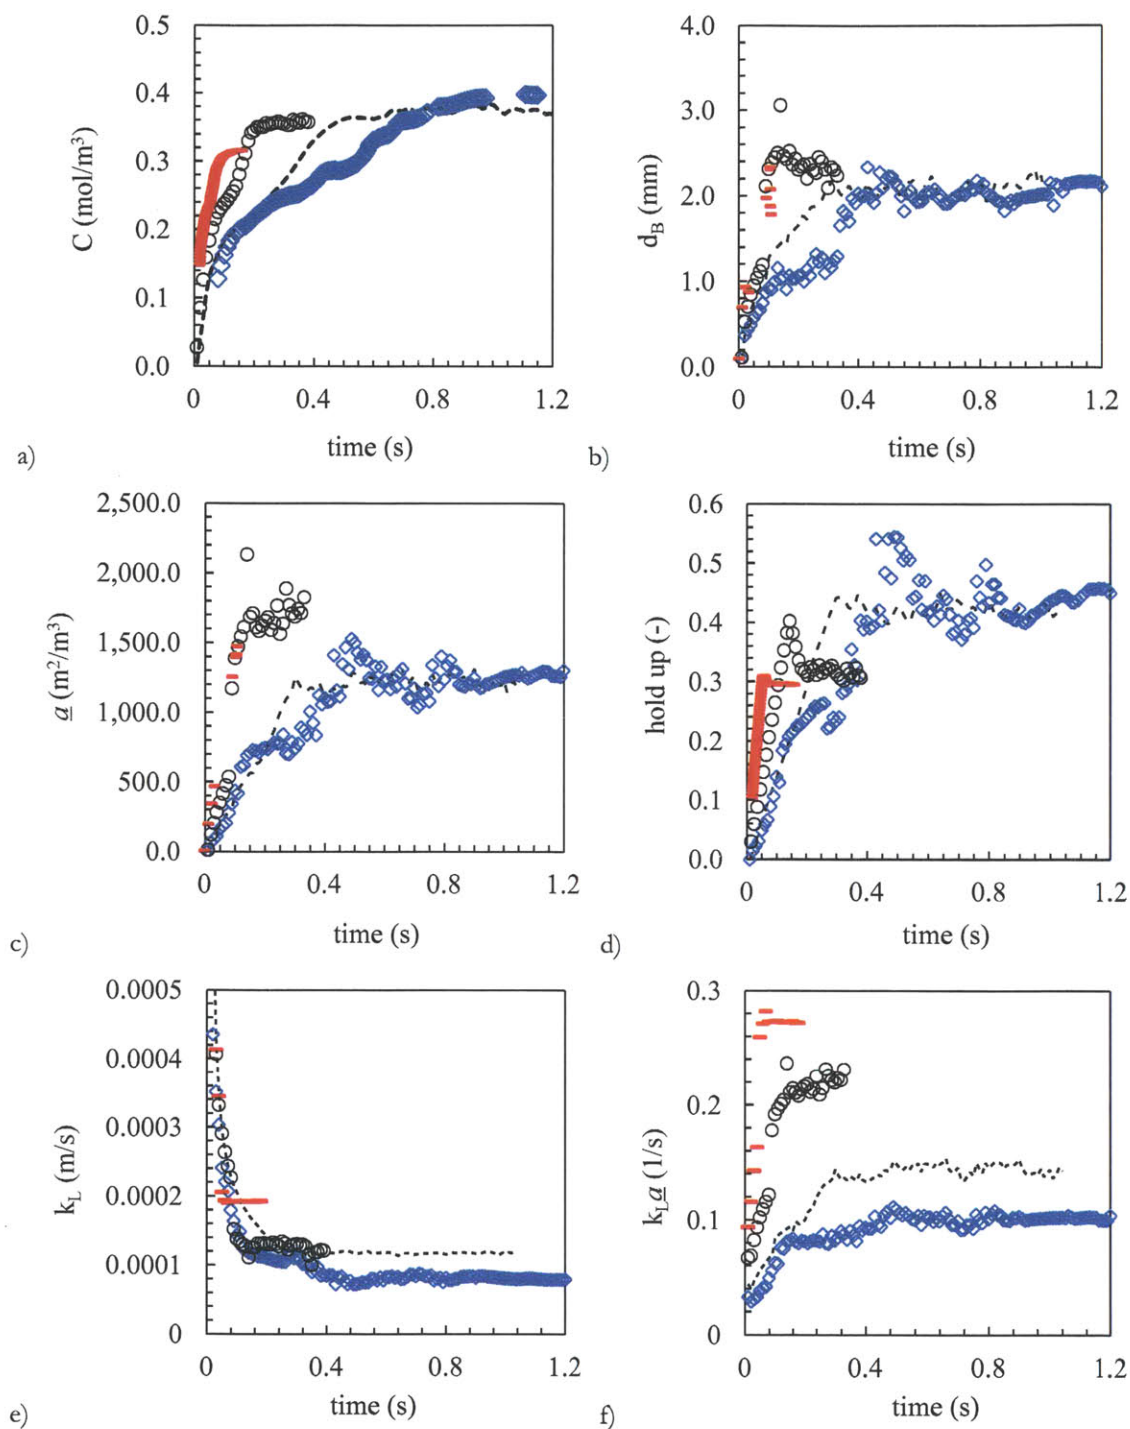 0.5
0.4
0.3
0.2
0.1
0.0
C (mol/m³)
0 0.4 0.8 1.2
time (s)
a)
4.0
3.0
2.0
1.0
0.0
d_B (mm)
0 0.4 0.8 1.2
time (s)
b)
2,500.0
2,000.0
1,500.0
1,000.0
500.0
0.0
a (m²/m³)
0 0.4 0.8 1.2
time (s)
c)
0.6
0.5
0.4
0.3
0.2
0.1
0.0
hold up (-)
0 0.4 0.8 1.2
time (s)
d)
0.0005
0.0004
0.0003
0.0002
0.0001
0
k_L (m/s)
0 0.4 0.8 1.2
time (s)
e)
0.3
0.2
0.1
0
k_La (1/s)
0 0.4 0.8 1.2
time (s)
f)